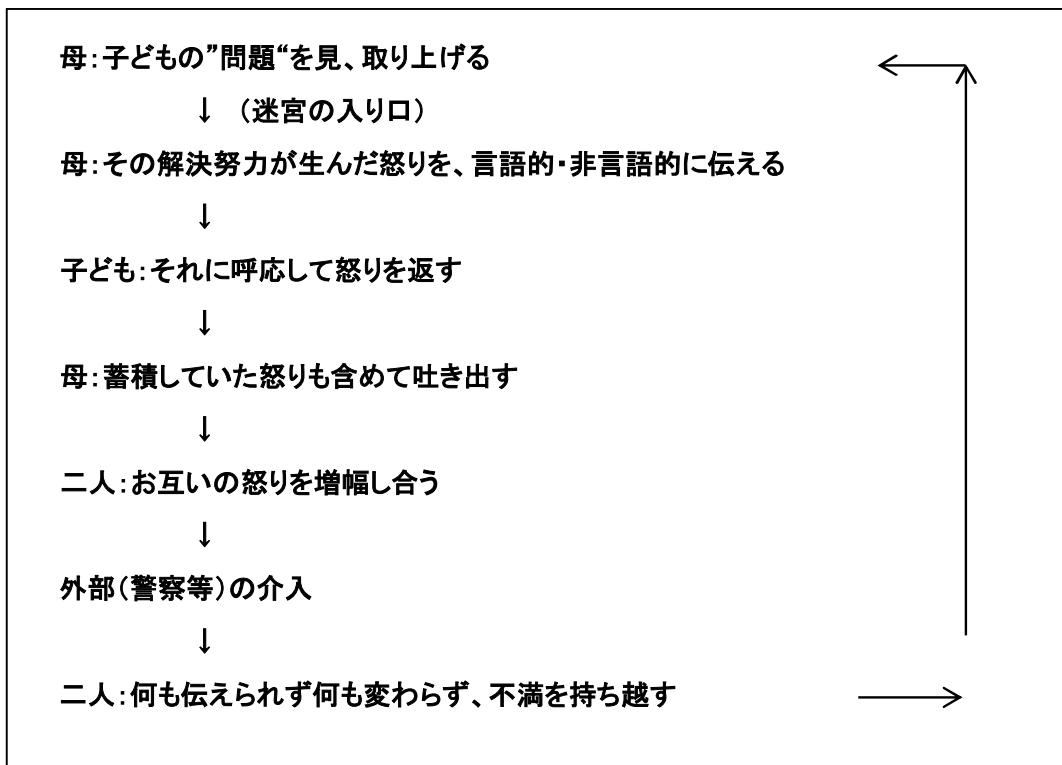 母：子どもの”問題“を見、取り上げる
↓ （迷宮の入り口）
母：その解決努力が生んだ怒りを、言語的・非言語的に伝える
↓
子ども：それに呼応して怒りを返す
↓
母：蓄積していた怒りも含めて吐き出す
↓
二人：お互いの怒りを増幅し合う
↓
外部（警察等）の介入
↓
二人：何も伝えられず何も変わらず、不満を持ち越す